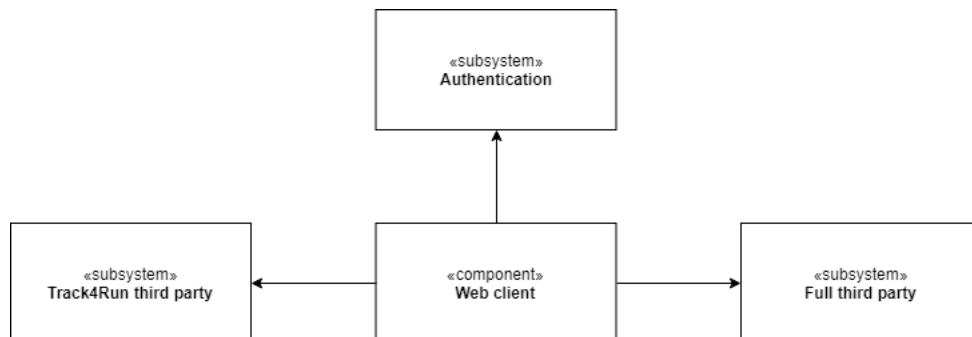 «subsystem»
Authentication
«subsystem»
Track4Run third party
«component»
Web client
«subsystem»
Full third party